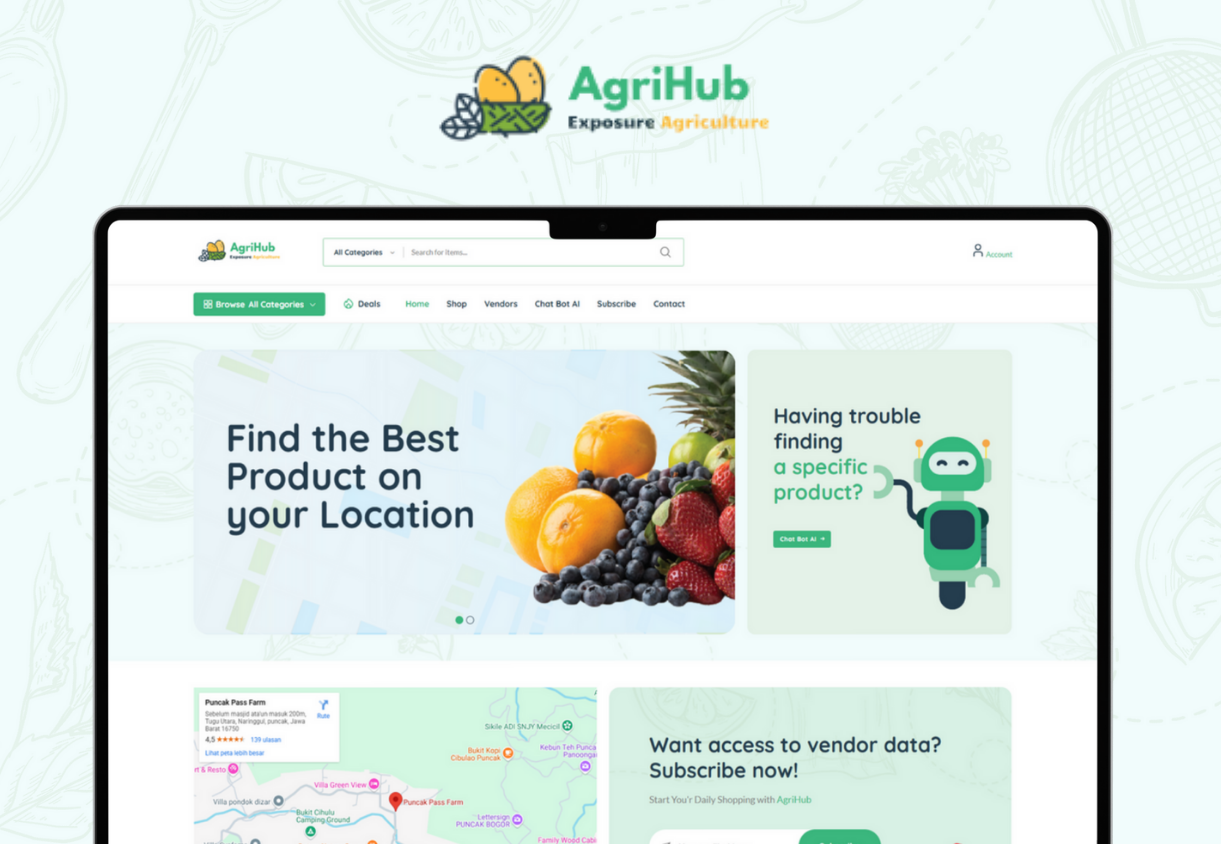 AgriHub
Exposure Agriculture
AgriHub
Exposure Agriculture
All Categories
Search for items...
Account
Browse All Categories
Deals
Home
Shop
Vendors
Chat Bot AI
Subscribe
Contact
Find the Best
Product on
your Location
Having trouble
finding
a specific
product?
Chat Bot AI
Puncak Pass Farm
Sebelum masjid ata'un masuk 200m,
Tugu Utara, Naringgul, puncak, Jawa
Barat 16750
4,5
139 ulasan
Lihat peta lebih besar
Rute
rt & Resto
Sikile ADI SNJY Mecicil
Bukit Kopi
Cibulao Puncak
Kebun Teh Punca
Panoongan
Villa Green View
Villa pondok dizar
Puncak Pass Farm
Bukit Cihulu
Camping Ground
Lettersign
PUNCAK BOGOR
Family Wood Cabi
Want access to vendor data?
Subscribe now!
Start You'r Daily Shopping with AgriHub